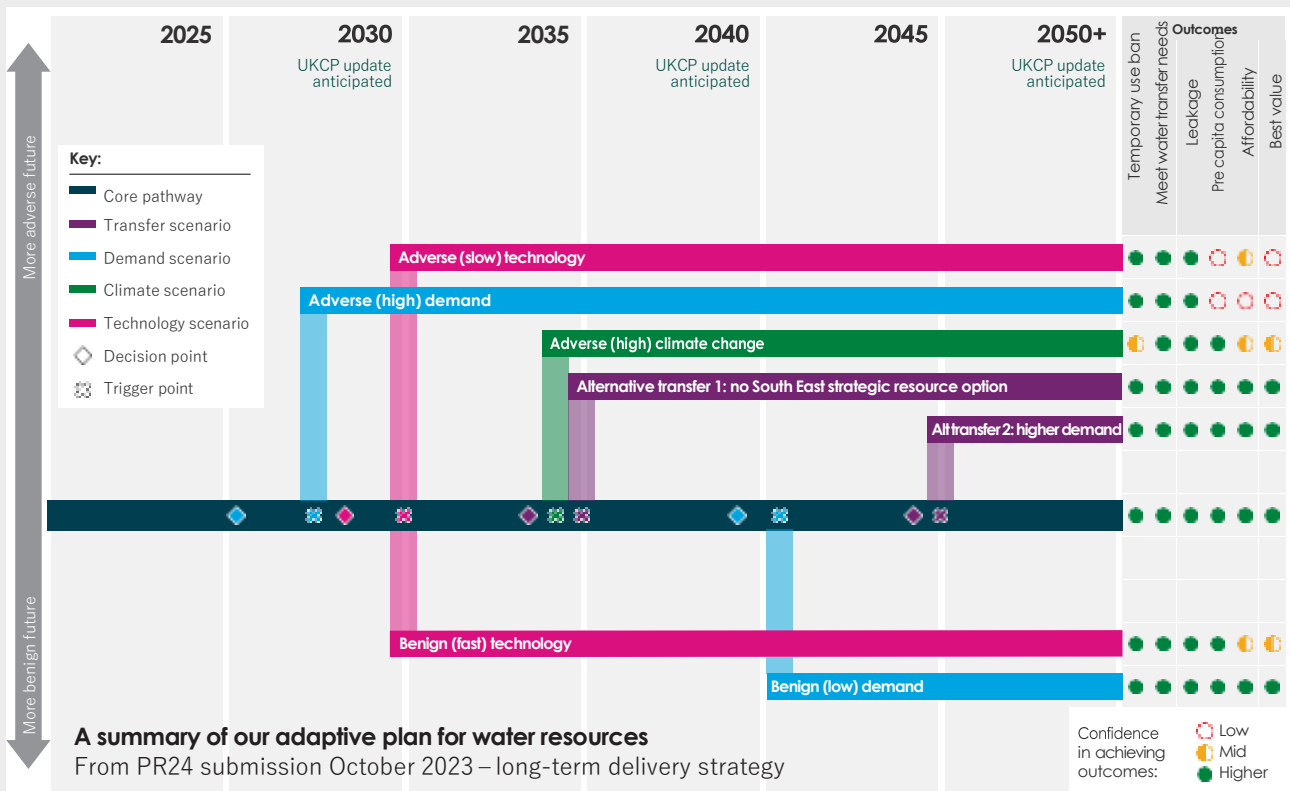 2025
2030
2035
2040
2045
2050+
UKCP update
anticipated
UKCP update
anticipated
UKCP update
anticipated
Outcomes
Temporary use ban
Meet water transfer needs
Leakage
Pre capita consumption
Affordability
Best value
More adverse future
More benign future
Key:
Core pathway
Transfer scenario
Demand scenario
Climate scenario
Technology scenario
Decision point
Trigger point
Adverse (slow) technology
Adverse (high) demand
Adverse (high) climate change
Alternative transfer 1: no South East strategic resource option
Alt transfer 2: higher demand
Benign (fast) technology
Benign (low) demand
A summary of our adaptive plan for water resources
From PR24 submission October 2023 – long-term delivery strategy
Confidence
in achieving
outcomes:
Low
Mid
Higher